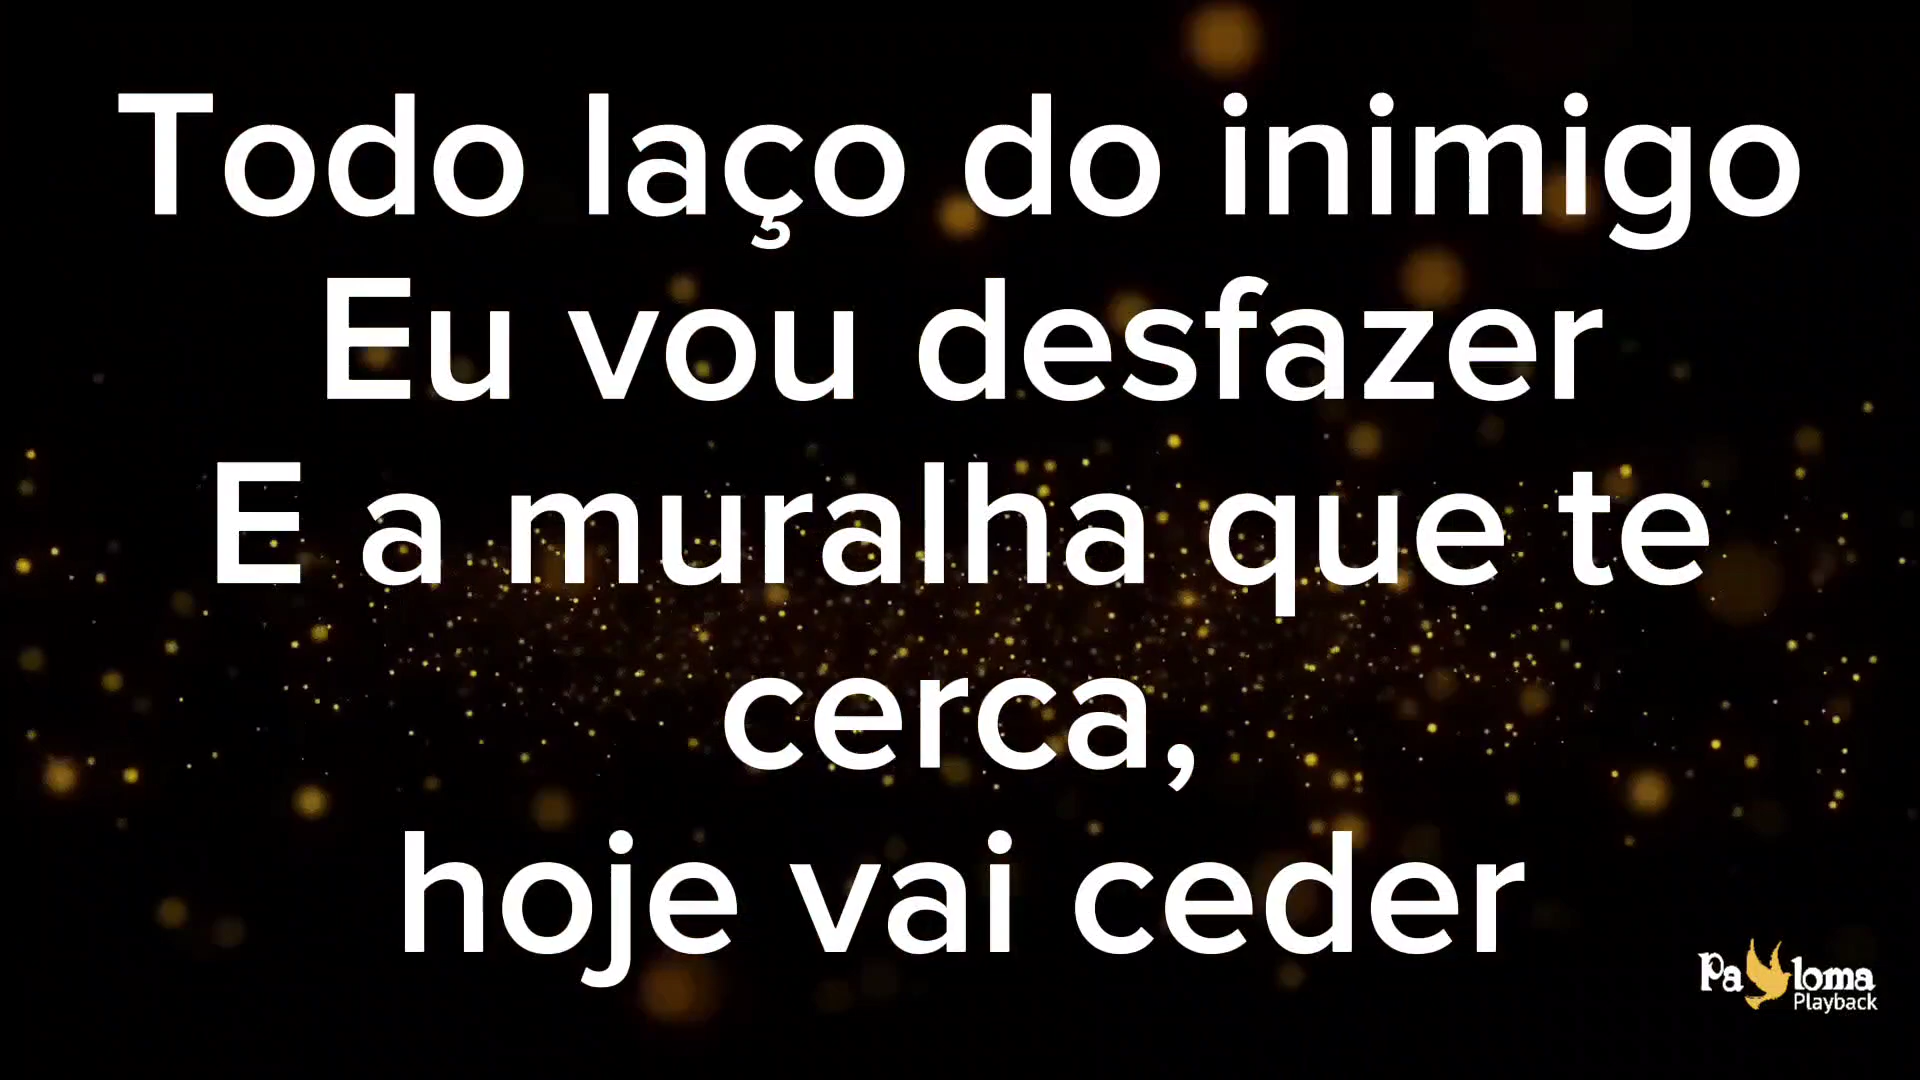 Todo laço do inimigo
Eu vou desfazer
E a muralha que te
cerca,
hoje vai ceder
Paloma
Playback